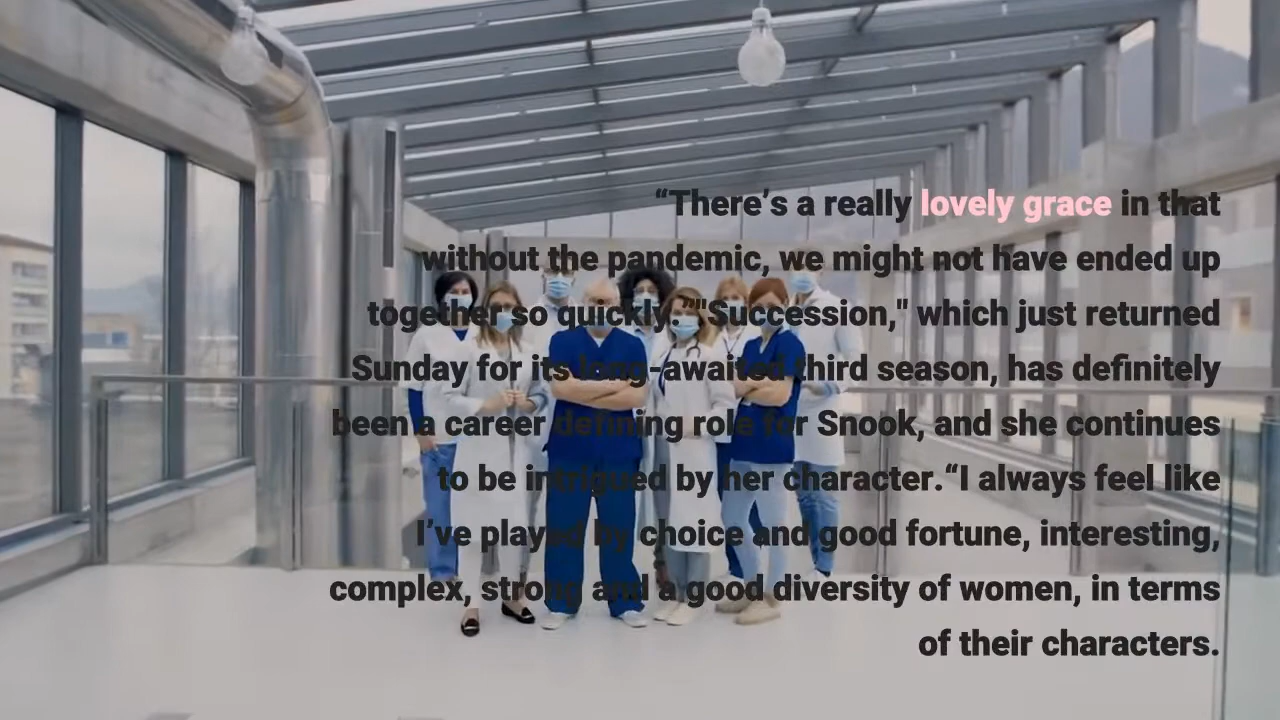 “There’s a really lovely grace in that
without the pandemic, we might not have ended up
together so quickly.”"Succession," which just returned
Sunday for its long-awaited third season, has definitely
been a career defining role for Snook, and she continues
to be intrigued by her character.“I always feel like
I’ve played by choice and good fortune, interesting,
complex, strong and a good diversity of women, in terms
of their characters.